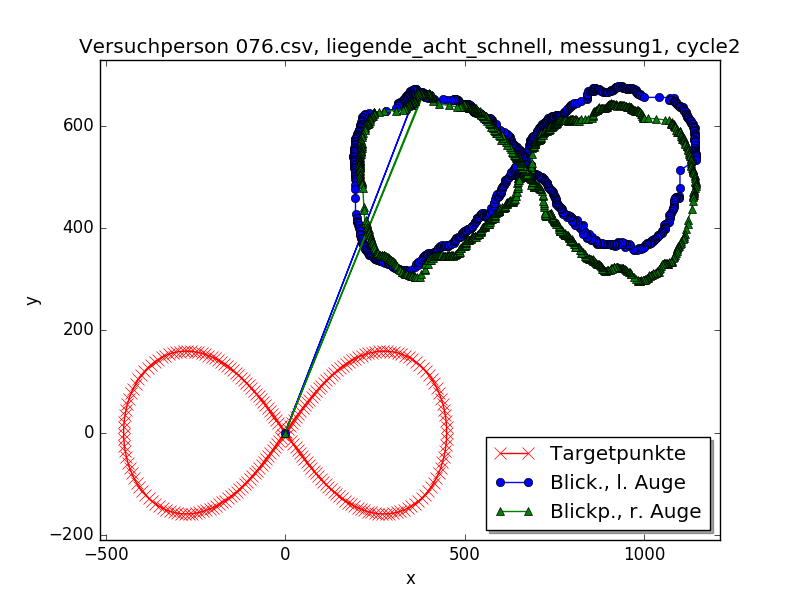 Versuchperson 076.csv, liegende_acht_schnell, messung1, cycle2
600
400
200
0
−200
y
−500
0
500
1000
x
Targetpunkte
Blick., l. Auge
Blickp., r. Auge